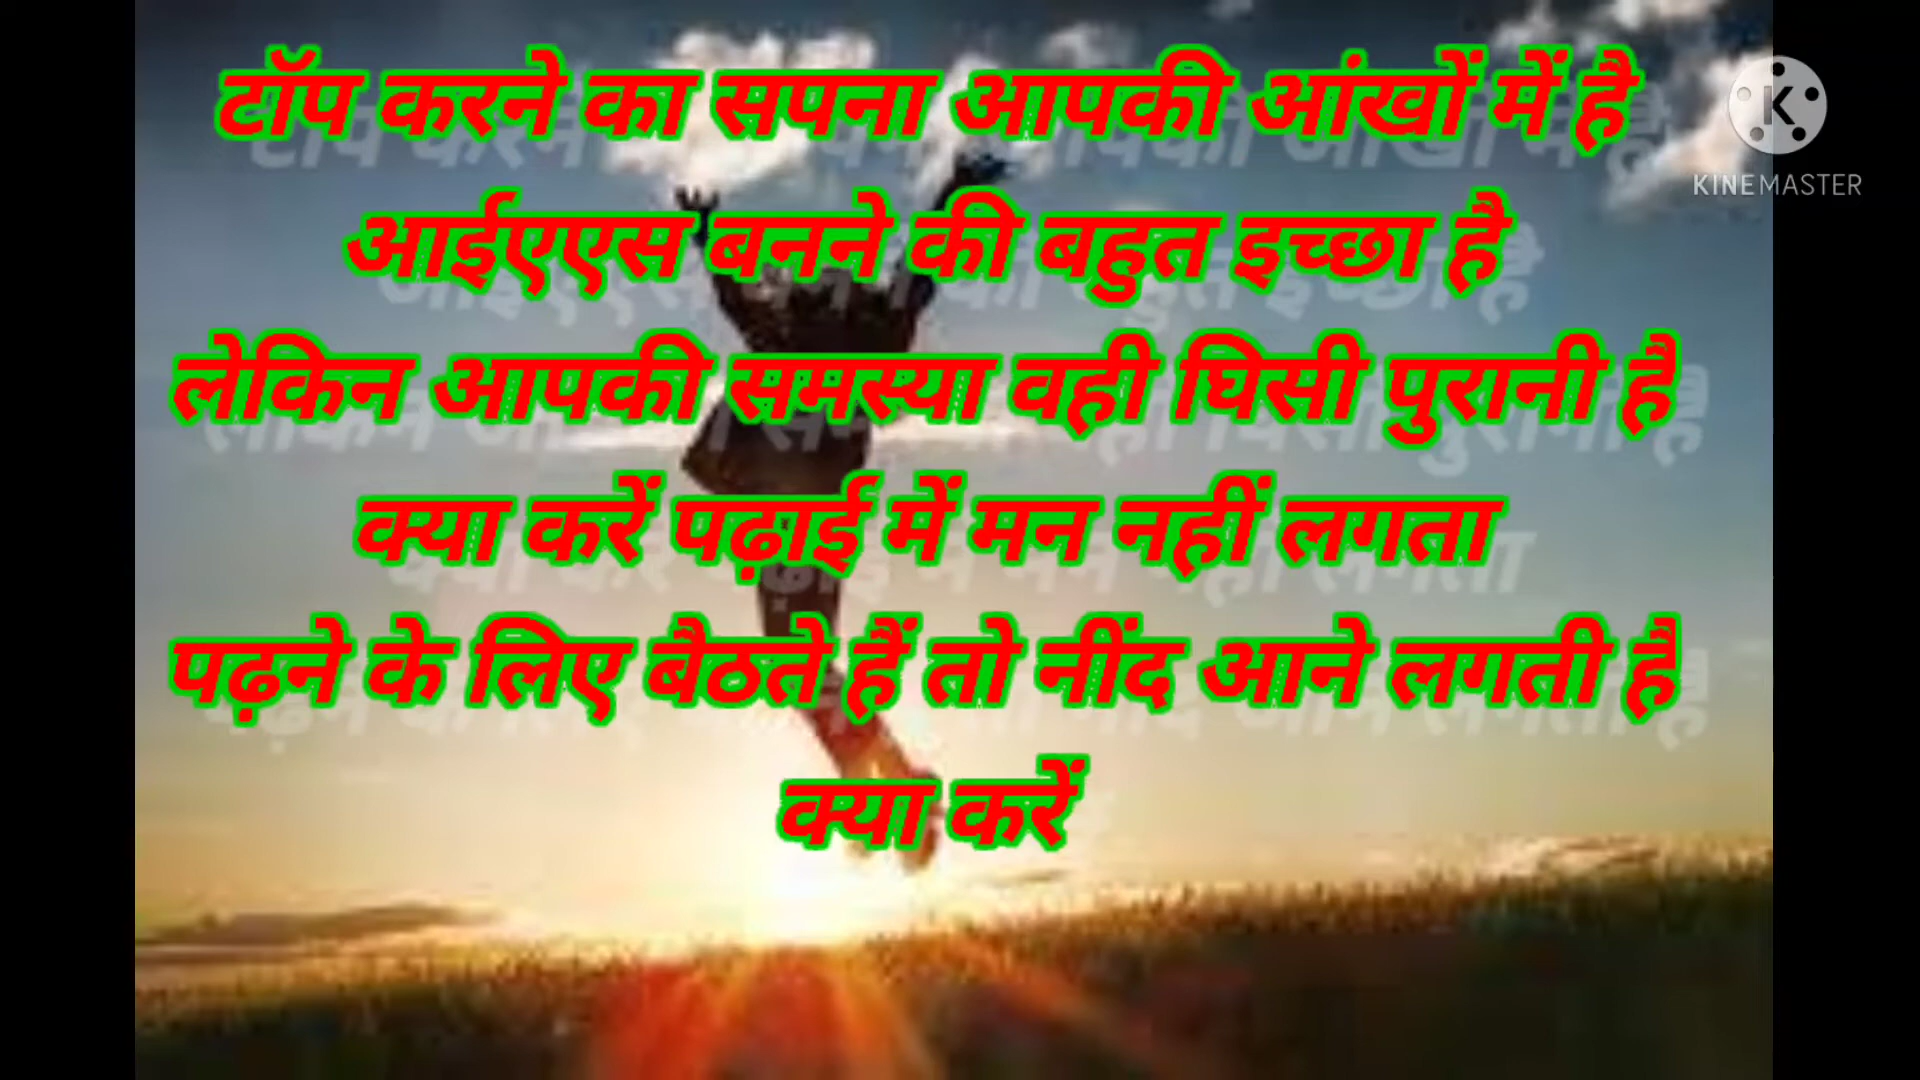 टॉप करने का सपना आपकी आंखों में है
आईएएस बनने की बहुत इच्छा है
लेकिन आपकी समस्या वही घिसी पुरानी है
क्या करें पढ़ाई में मन नहीं लगता
पढ़ने के लिए बैठते हैं तो नींद आने लगती है
क्या करें
K
KINEMASTER